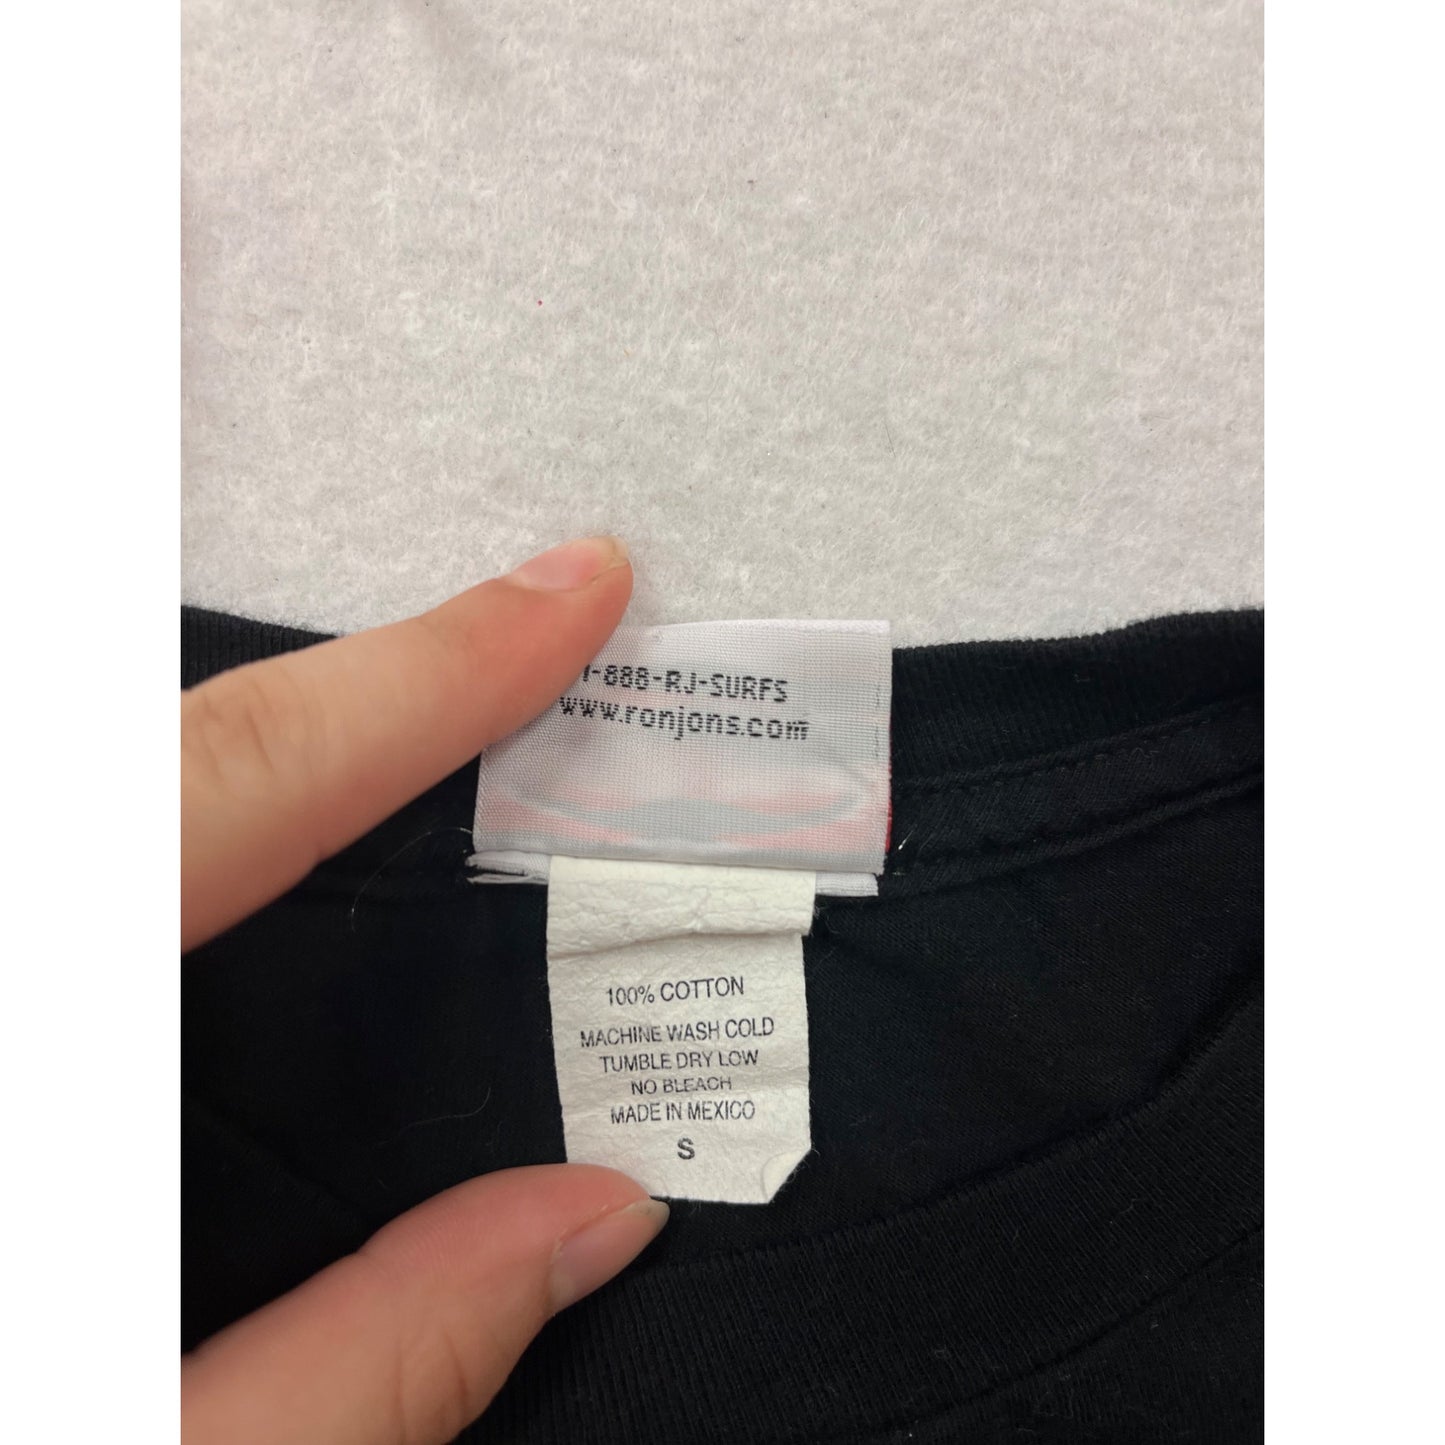 1-888-RJ-SURFS
www.ronjons.com
100% COTTON
MACHINE WASH COLD
TUMBLE DRY LOW
NO BLEACH
MADE IN MEXICO
S